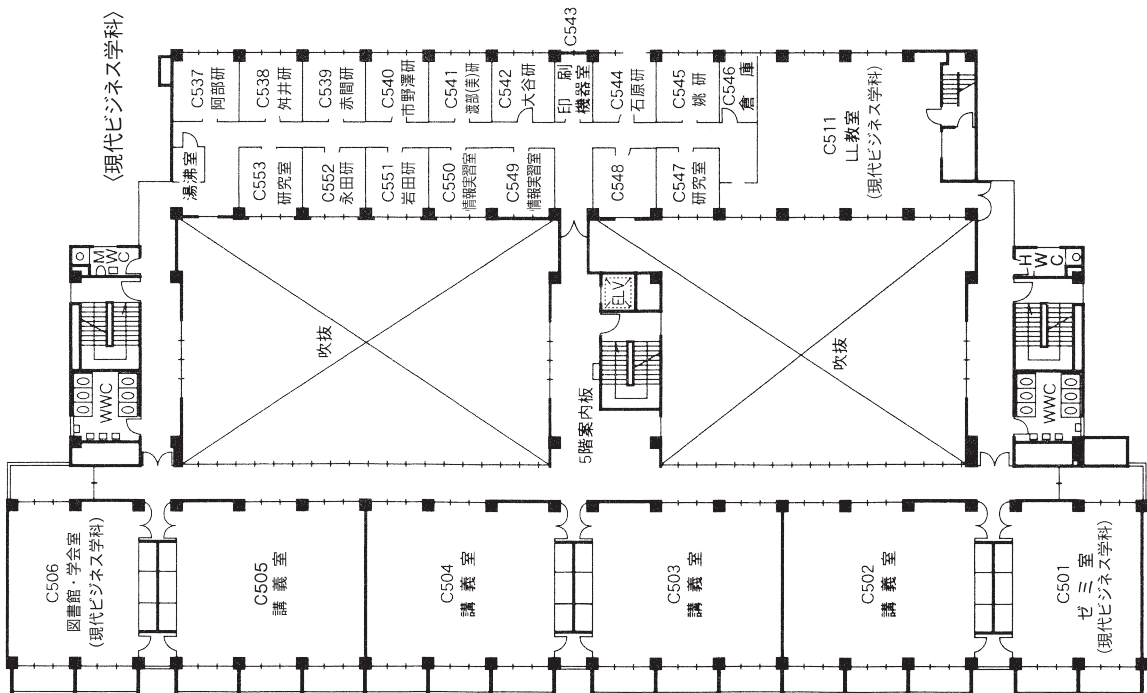 〈現代ビジネス学科〉
C537
阿部研
C538
舛井研
C539
赤間研
C540
市野澤研
C541
渡部(美)研
C542
大谷研
C543
印刷
機器室
C544
石原研
C545
姚研
C546
倉庫
湯沸室
C553
研究室
C552
永田研
C551
岩田研
C550
情報実習室
C549
情報実習室
C548
C547
研究室
C511
LL教室
(現代ビジネス学科)
M
WC
WWC
吹抜
ELV
5階案内板
吹抜
H
WC
WWC
C506
図書館・学会室
(現代ビジネス学科)
C505
講義室
C504
講義室
C503
講義室
C502
講義室
C501
ゼミ室
(現代ビジネス学科)